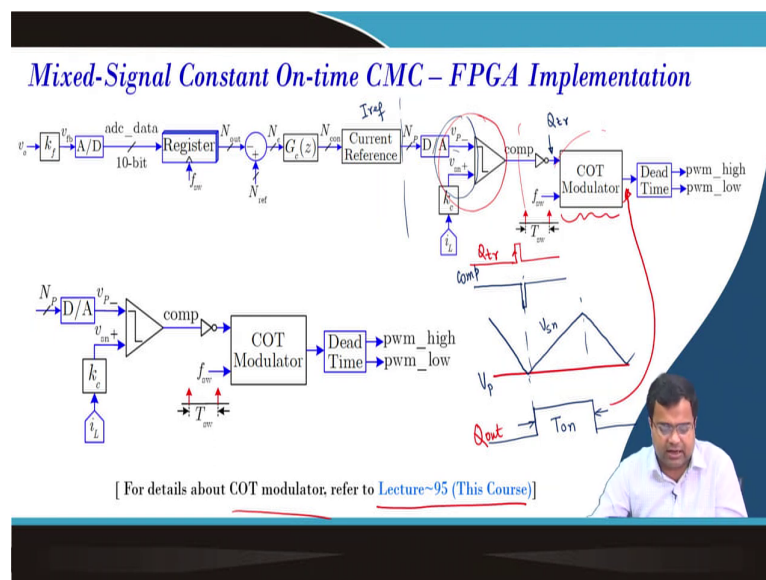 Mixed-Signal Constant On-time CMC – FPGA Implementation
Iref
v_o k_f v_fb A/D adc_data 10-bit Register f_sw N_out - + N_ref N_e G_c(z) N_con Current Reference N_P D/A v_P - v_sn + k_c i_L comp Qtr f_sw T_sw COT Modulator Dead Time pwm_high pwm_low
Qtr
comp
V_sn
V_p
Qout Ton
N_P D/A v_P - v_sn + k_c i_L comp f_sw T_sw COT Modulator Dead Time pwm_high pwm_low
[ For details about COT modulator, refer to Lecture~95 (This Course)]